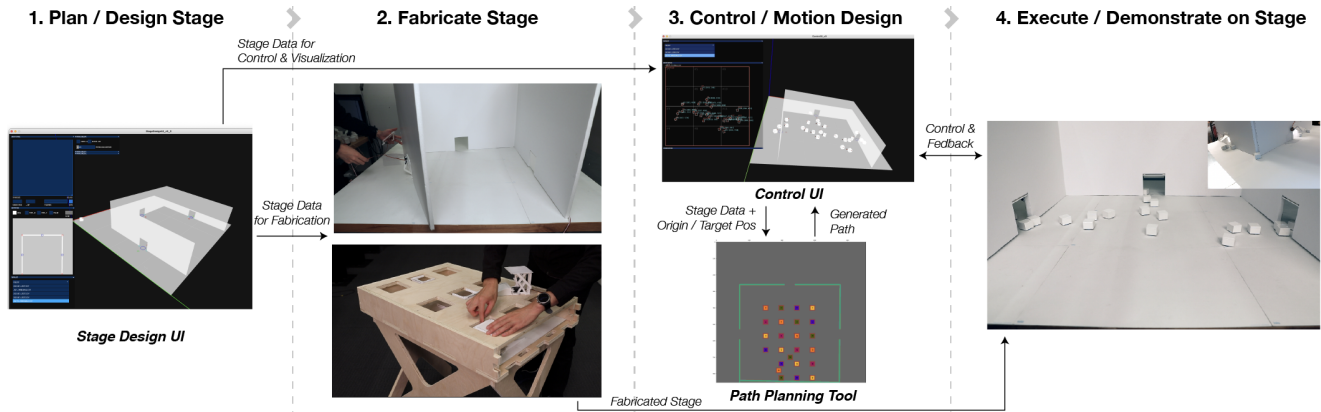 1. Plan / Design Stage
2. Fabricate Stage
3. Control / Motion Design
4. Execute / Demonstrate on Stage
Stage Data for
Control & Visualization
Stage Data
for Fabrication
Stage Design UI
Control UI
Stage Data +
Origin / Target Pos
Generated
Path
Control &
Fedback
Path Planning Tool
Fabricated Stage